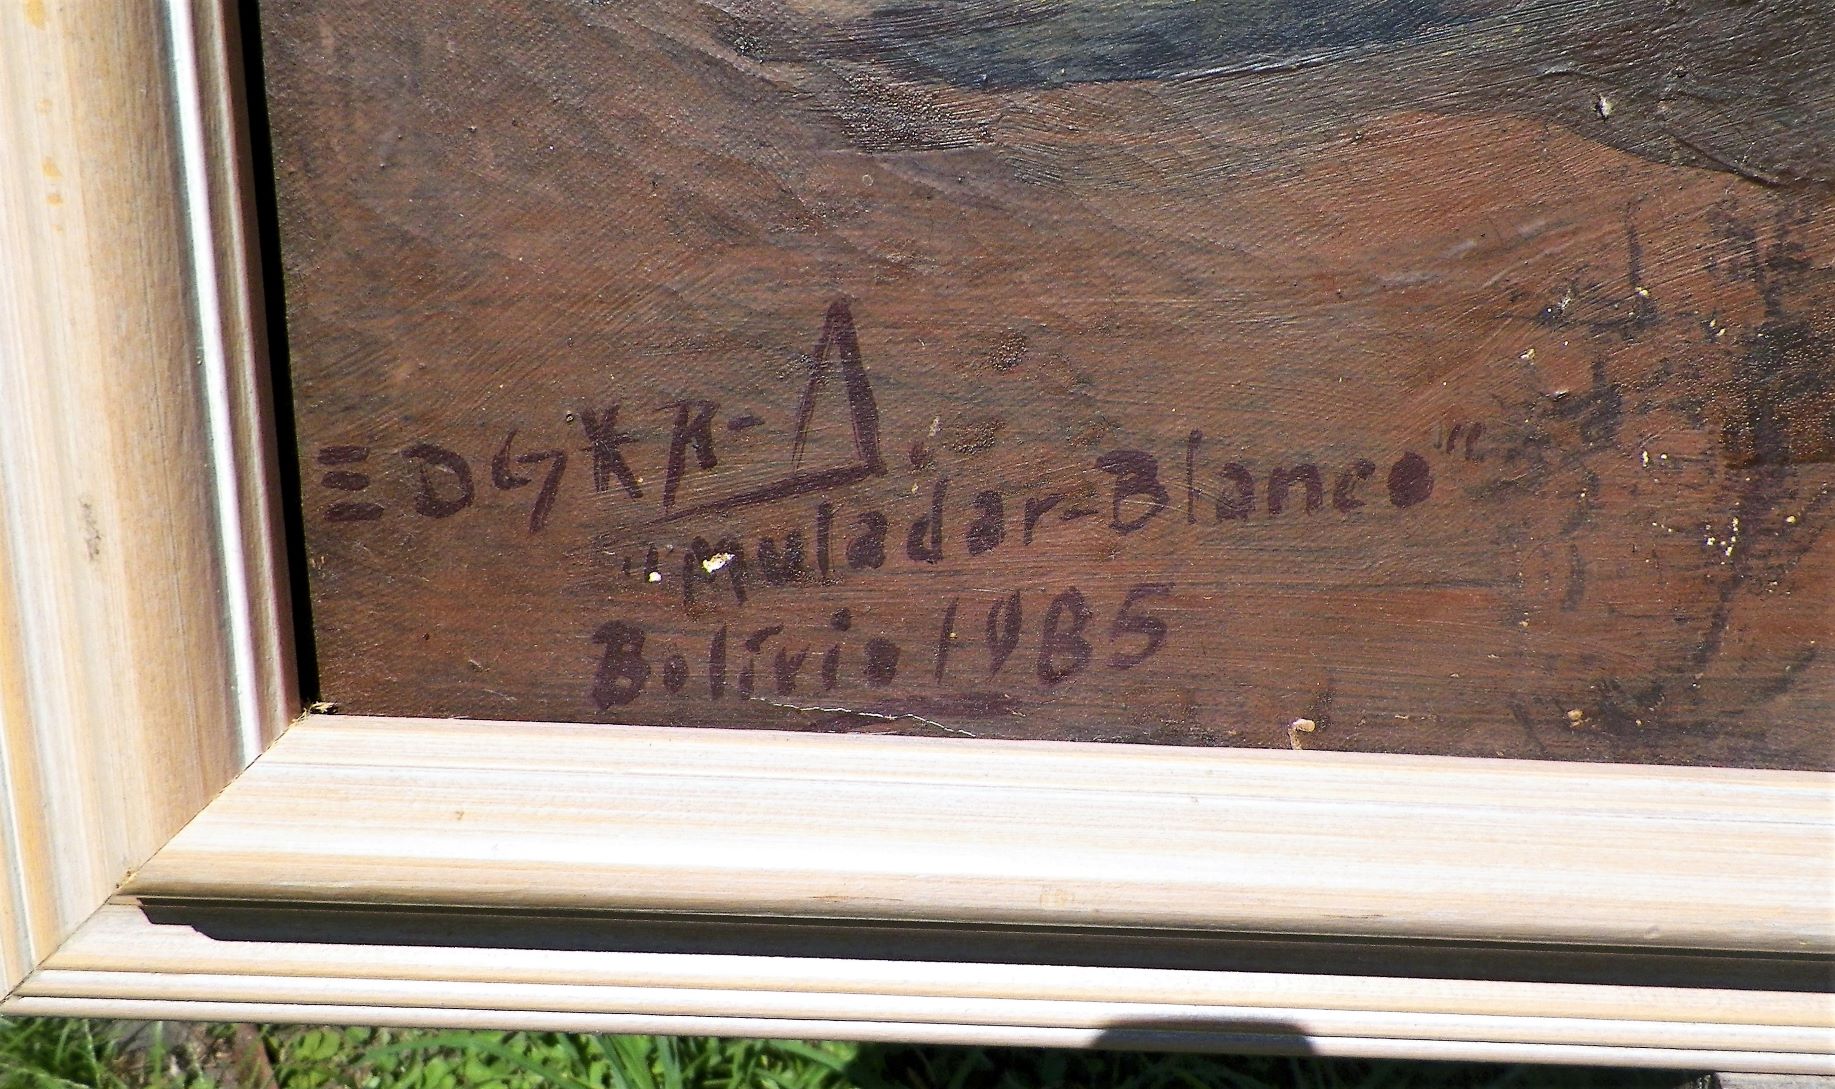 EDGAR-A.
"Muladar-Blanco"
Bolivia 1985